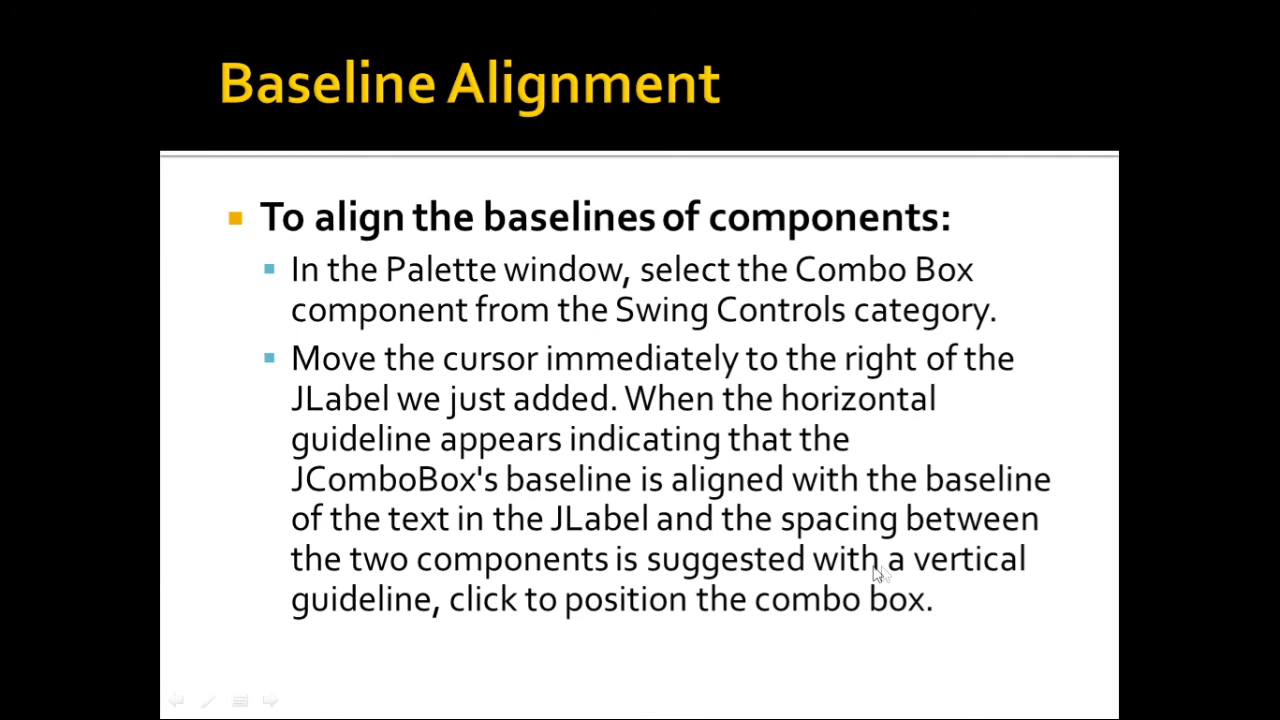 Baseline Alignment
To align the baselines of components:
In the Palette window, select the Combo Box
component from the Swing Controls category.
Move the cursor immediately to the right of the
JLabel we just added. When the horizontal
guideline appears indicating that the
JComboBox's baseline is aligned with the baseline
of the text in the JLabel and the spacing between
the two components is suggested with a vertical
guideline, click to position the combo box.